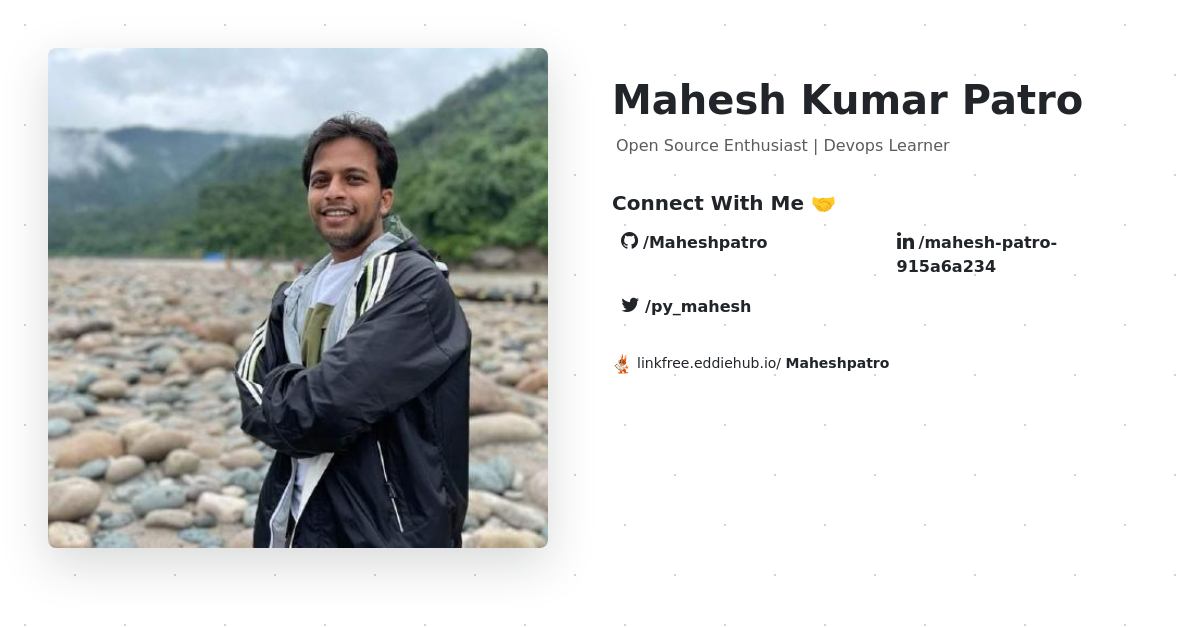 Mahesh Kumar Patro
Open Source Enthusiast | Devops Learner
Connect With Me 🤝
/Maheshpatro
/mahesh-patro-
915a6a234
/py_mahesh
linkfree.eddiehub.io/ Maheshpatro